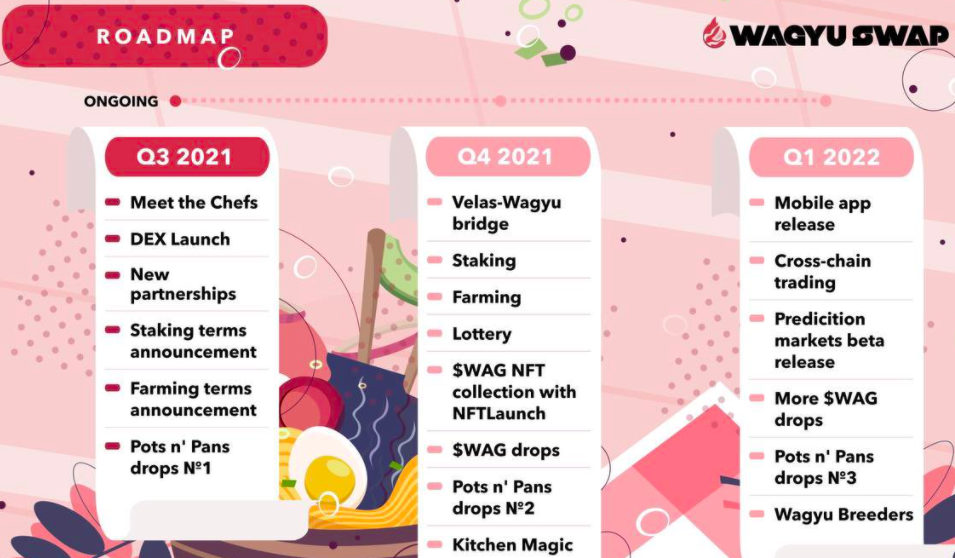 ROADMAP
WAGYU SWAP
ONGOING
Q3 2021
Meet the Chefs
DEX Launch
New
partnerships
Staking terms
announcement
Farming terms
announcement
Pots n' Pans
drops Nº1
Q4 2021
Velas-Wagyu
bridge
Staking
Farming
Lottery
$WAG NFT
collection with
NFTLaunch
$WAG drops
Pots n' Pans
drops Nº2
Kitchen Magic
Q1 2022
Mobile app
release
Cross-chain
trading
Predicition
markets beta
release
More $WAG
drops
Pots n' Pans
drops Nº3
Wagyu Breeders